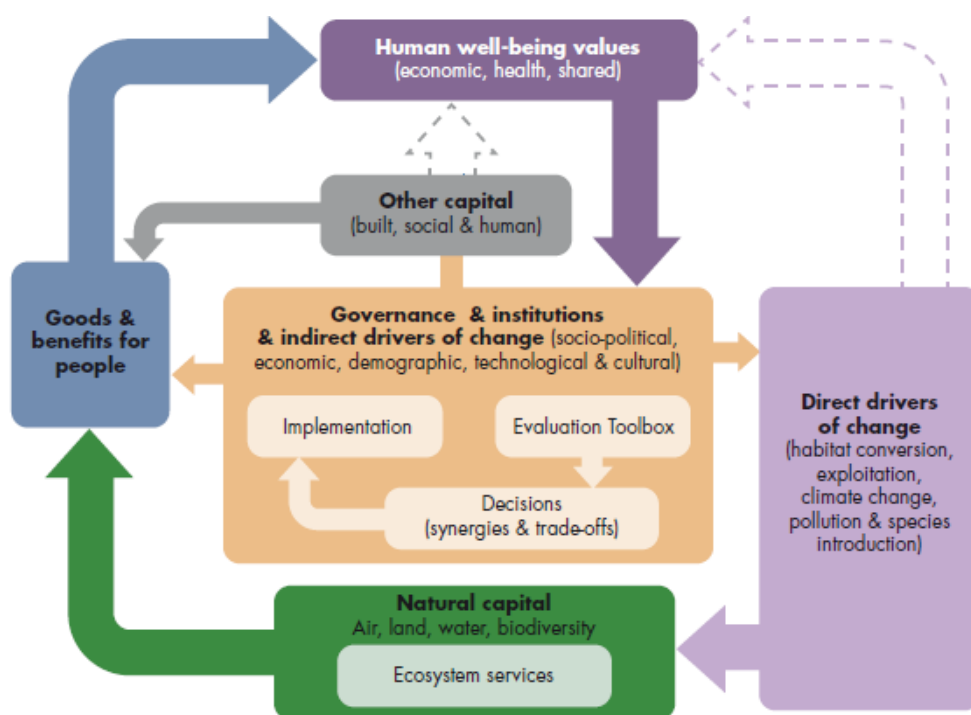 Human well-being values
(economic, health, shared)
Other capital
(built, social & human)
Goods &
benefits for
people
Governance & institutions
& indirect drivers of change (socio-political,
economic, demographic, technological & cultural)
Implementation
Evaluation Toolbox
Decisions
(synergies & trade-offs)
Direct drivers
of change
(habitat conversion,
exploitation,
climate change,
pollution & species
introduction)
Natural capital
Air, land, water, biodiversity
Ecosystem services